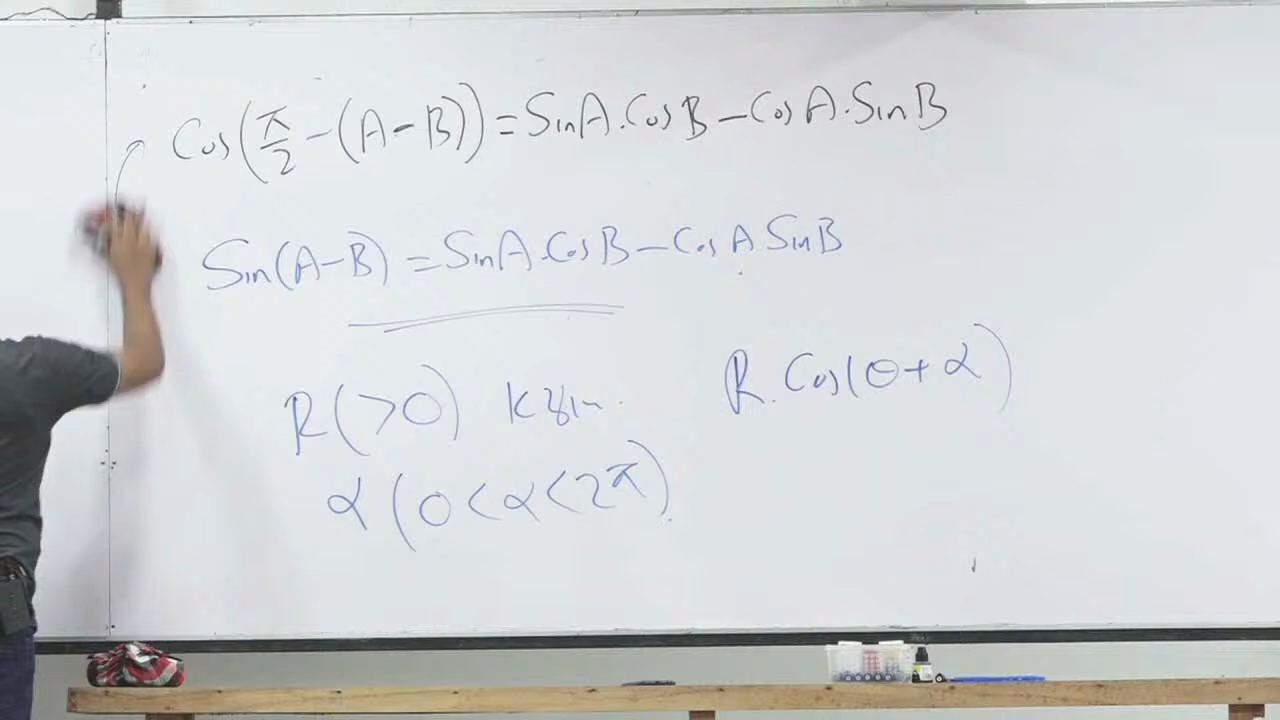 Cos(π/2 - (A - B)) = SinA.CosB - CosA.SinB
Sin(A - B) = SinA.CosB - CosA SinB
R(>0)
R.Cos(θ + α)
α(0 < α < 2π).